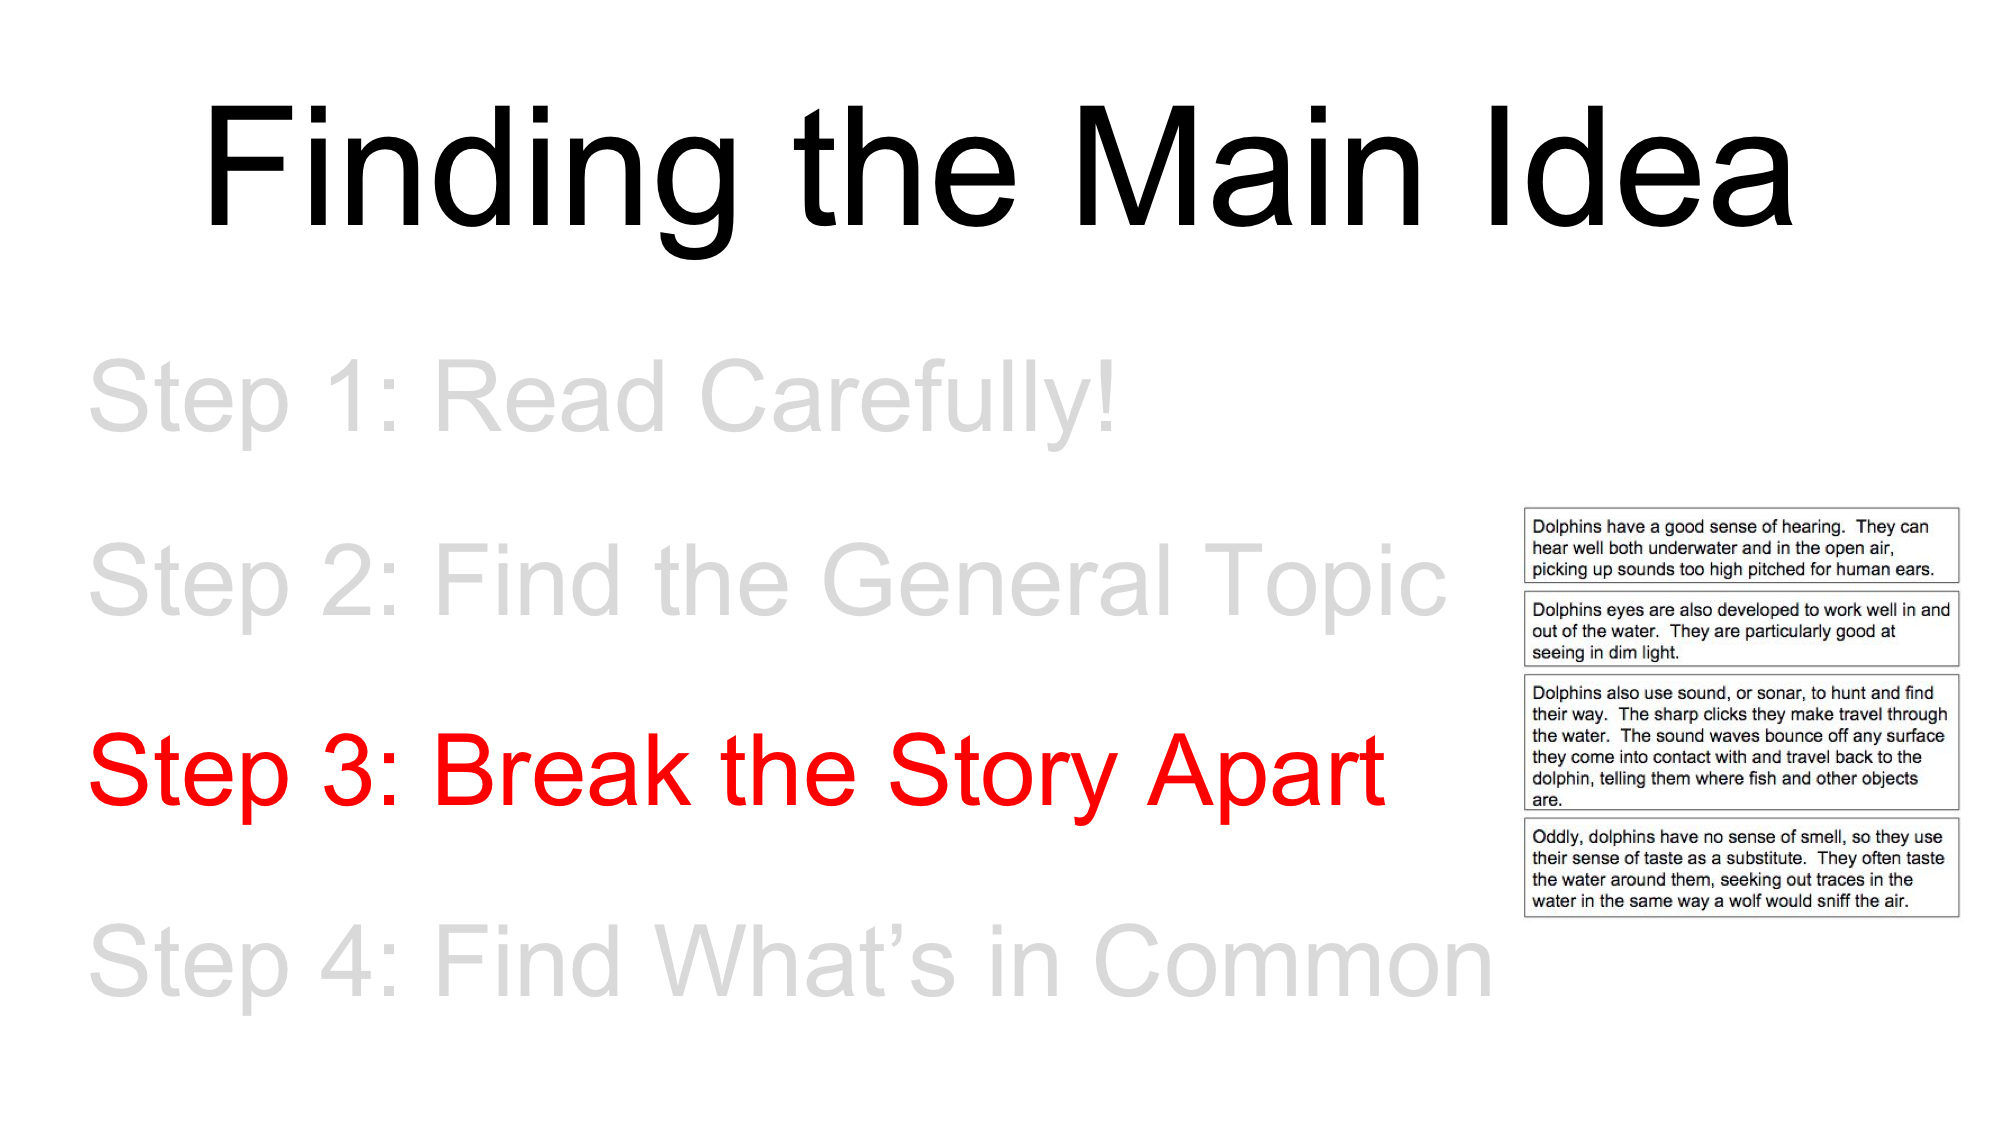 Finding the Main Idea
Step 1: Read Carefully!
Step 2: Find the General Topic
Step 3: Break the Story Apart
Step 4: Find What’s in Common
Dolphins have a good sense of hearing.  They can
hear well both underwater and in the open air,
picking up sounds too high pitched for human ears.
Dolphins eyes are also developed to work well in and
out of the water.  They are particularly good at
seeing in dim light.
Dolphins also use sound, or sonar, to hunt and find
their way.  The sharp clicks they make travel through
the water.  The sound waves bounce off any surface
they come into contact with and travel back to the
dolphin, telling them where fish and other objects
are.
Oddly, dolphins have no sense of smell, so they use
their sense of taste as a substitute.  They often taste
the water around them, seeking out traces in the
water in the same way a wolf would sniff the air.